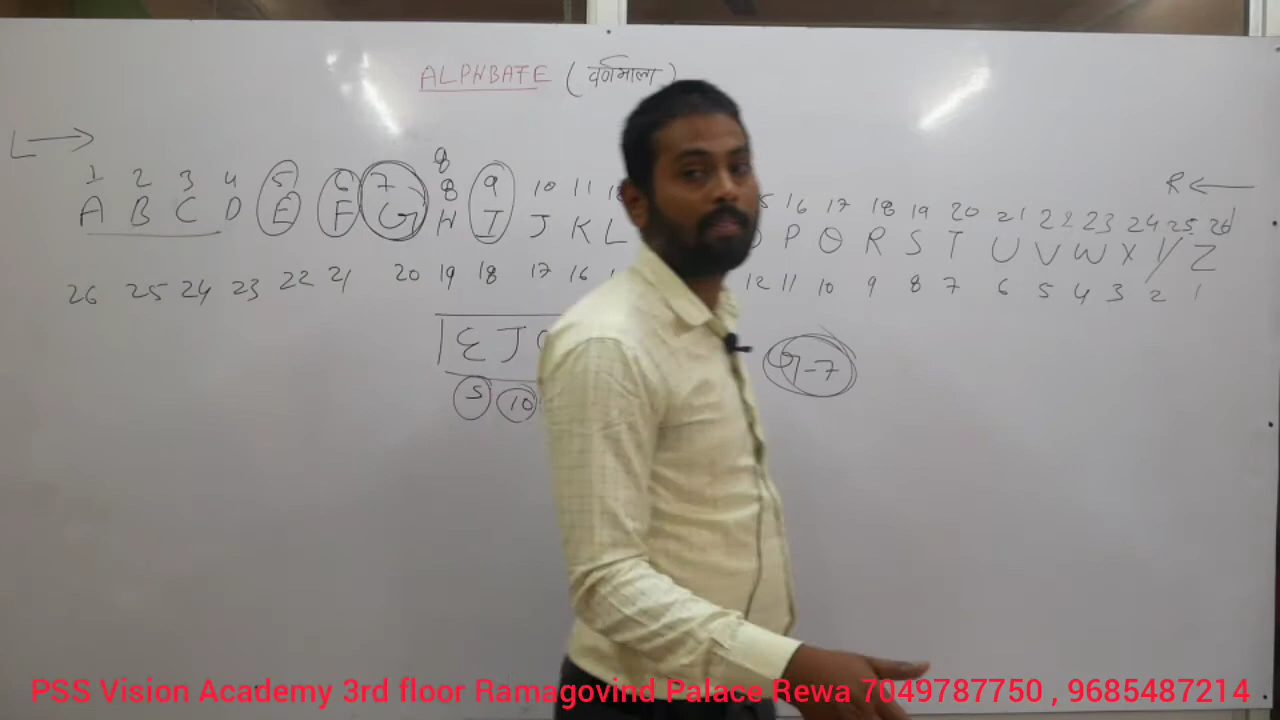 ALPHBATE (वर्णमाला)
L →
R ←
8
1 2 3 4 5 6 7 8 9 10 11 16 17 18 19 20 21 22 23 24 25 26
A B C D E F G H I J K L P Q R S T U V W X Y Z
26 25 24 23 22 21 20 19 18 17 16 12 11 10 9 8 7 6 5 4 3 2 1
E J
G-7
5 10
PSS Vision Academy 3rd floor Ramagovind Palace Rewa 7049787750 , 9685487214